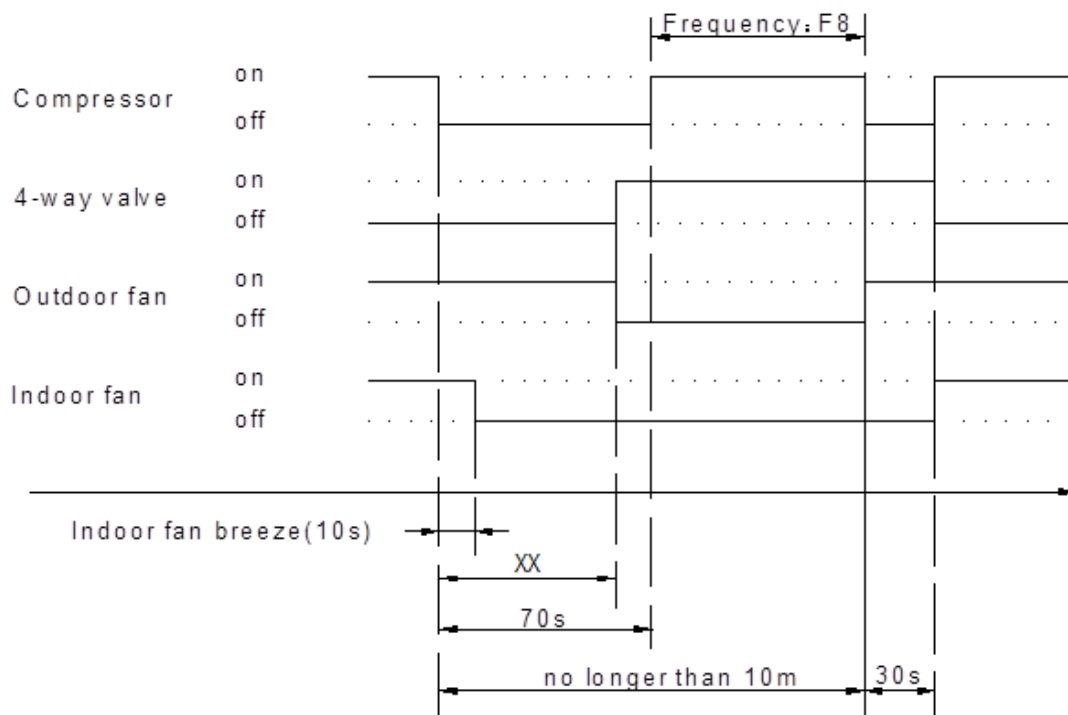 Frequency:F8
Compressor
on
off
4-way valve
on
off
Outdoor fan
on
off
Indoor fan
on
off
Indoor fan breeze(10s)
XX
70s
no longer than 10m
30s